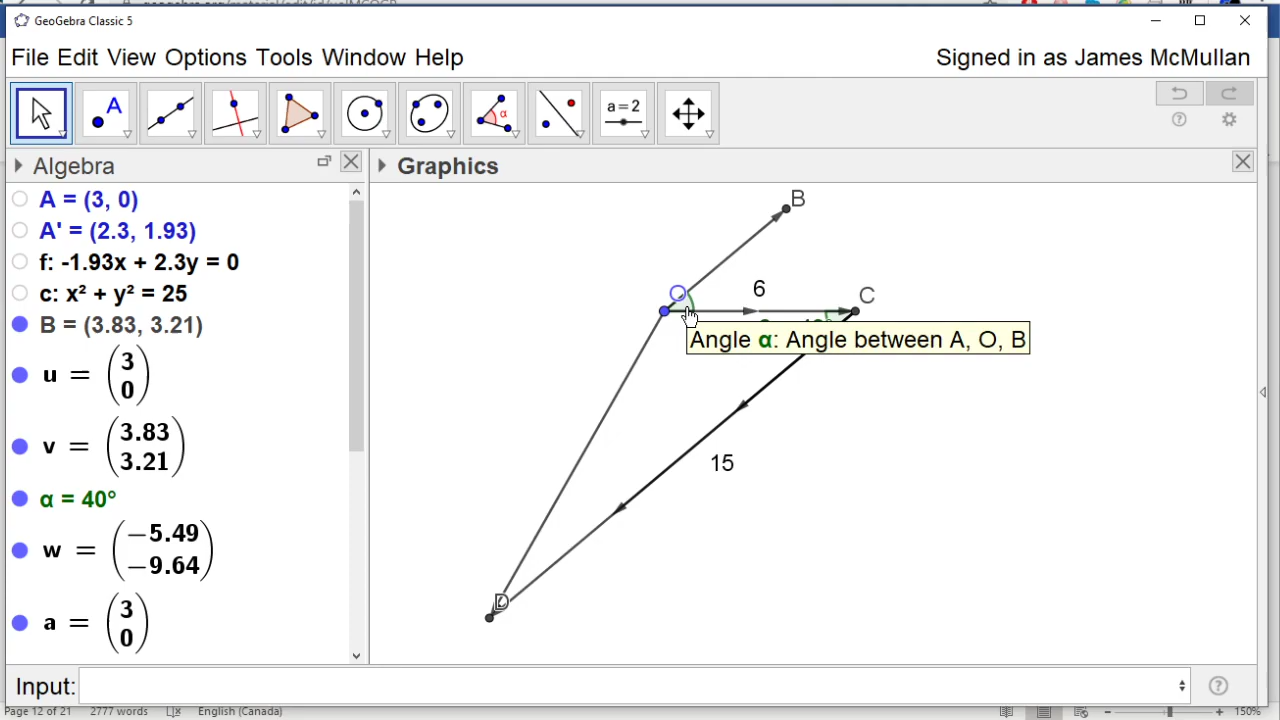 GeoGebra Classic 5
File Edit View Options Tools Window Help
Signed in as James McMullan
A
α
a = 2
Algebra
Graphics
A = (3, 0)
A' = (2.3, 1.93)
f: -1.93x + 2.3y = 0
c: x² + y² = 25
B = (3.83, 3.21)
u = (3
0)
v = (3.83
3.21)
α = 40°
w = (−5.49
−9.64)
a = (3
0)
B
O
6
C
Angle α: Angle between A, O, B
15
D
Input:
Page 12 of 21 2777 words English (Canada)
150%